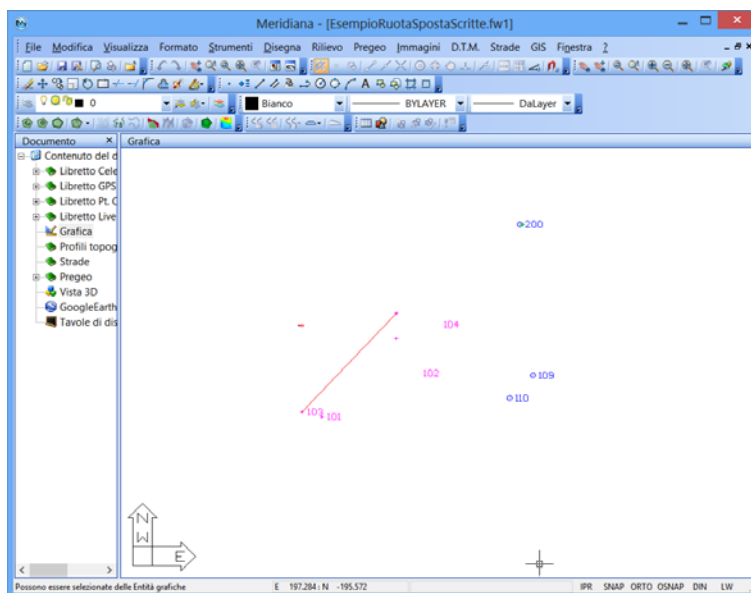 Meridiana - [EsempioRuotaSpostaScritte.fw1]
File Modifica Visualizza Formato Strumenti Disegna Rilievo Pregeo Immagini D.T.M. Strade GIS Finestra ?
0 Bianco BYLAYER DaLayer
Documento × Grafica
Contenuto del d
Libretto Cele
Libretto GPS
Libretto Pt. C
Libretto Live
Grafica
Profili topog
Strade
Pregeo
Vista 3D
GoogleEarth
Tavole di dis
200
104
102
109
110
103
101
N
W
E
Possono essere selezionate delle Entità grafiche E 197.284 : N -195.572 IPR SNAP ORTO OSNAP DIN LW